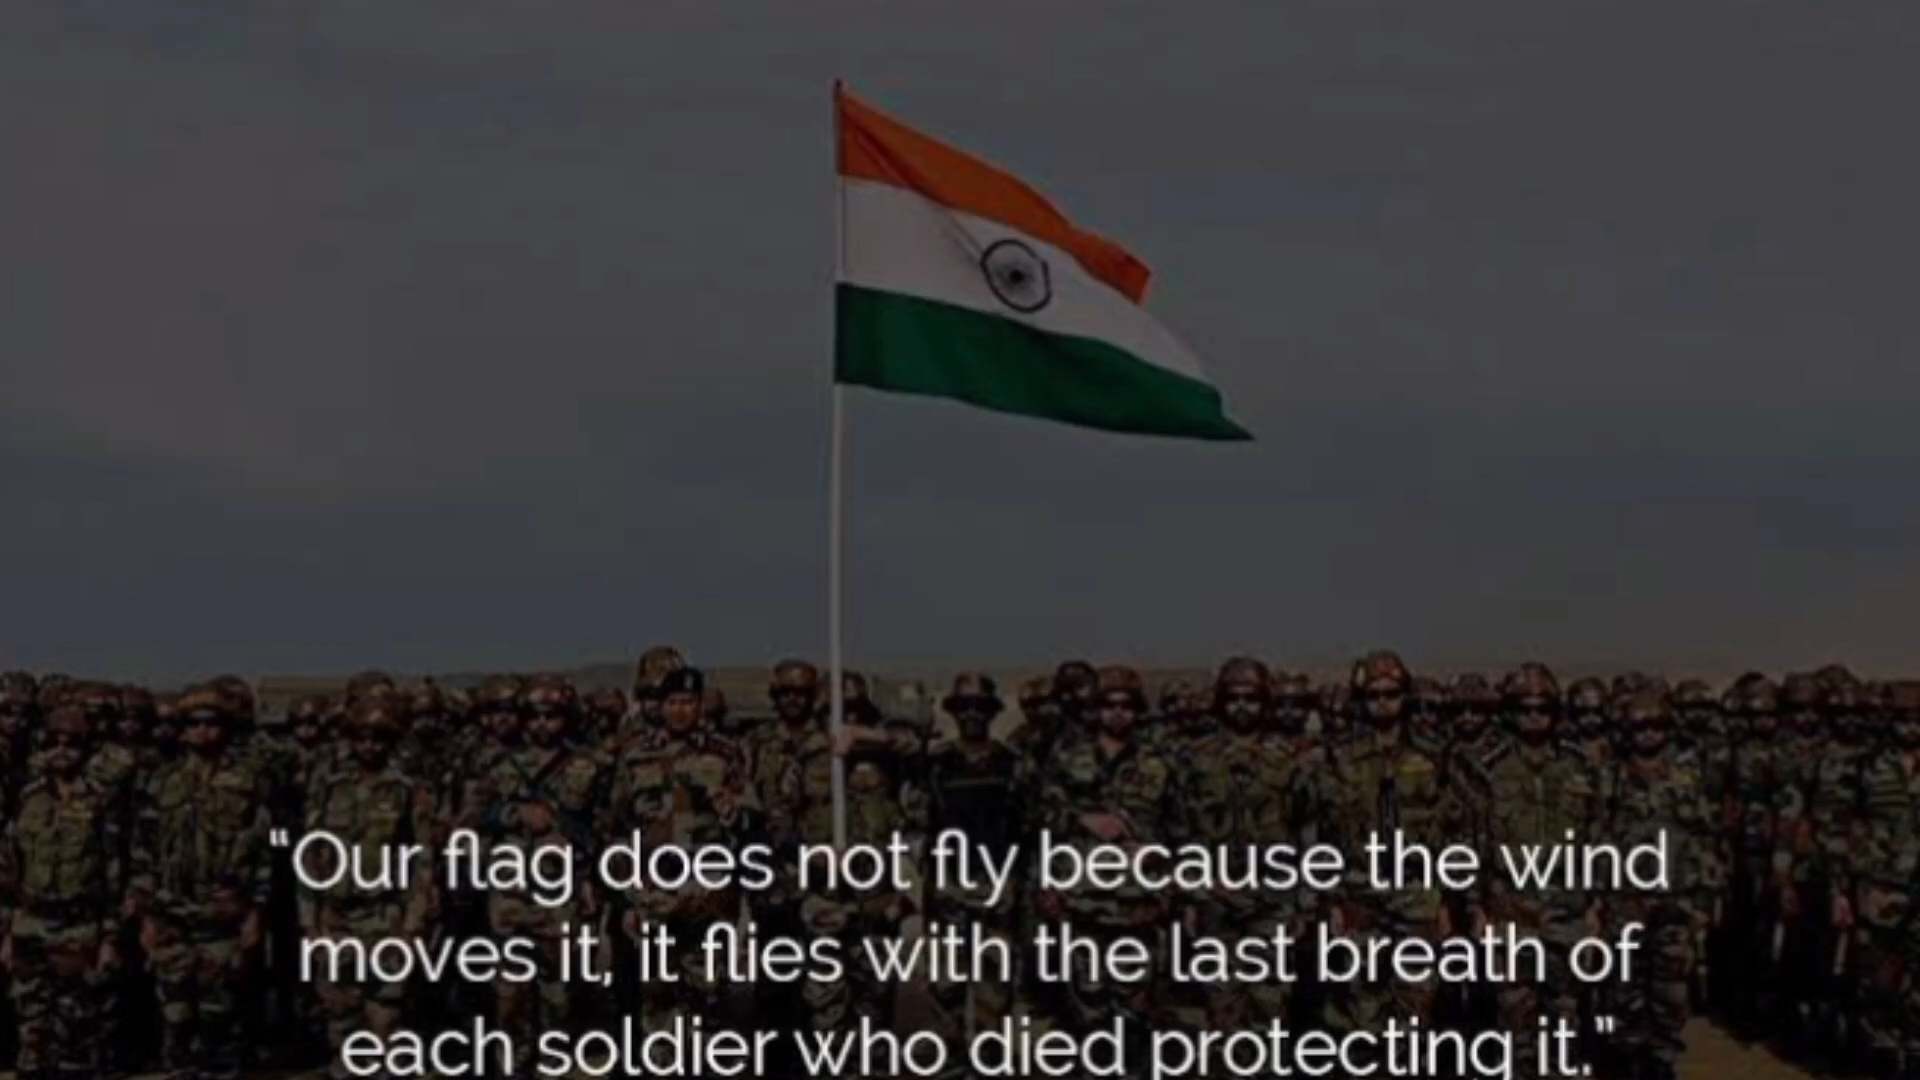 “Our flag does not fly because the wind
moves it, it flies with the last breath of
each soldier who died protecting it.”